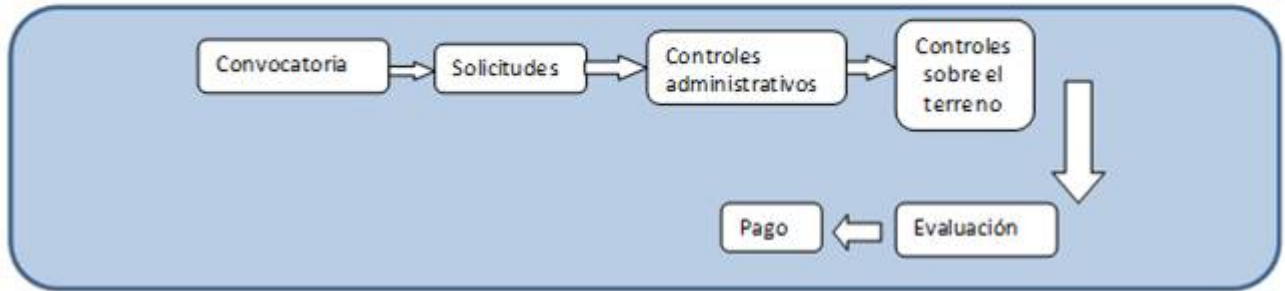 Convocatoria
Solicitudes
Controles
administrativos
Controles
sobre el
terreno
Evaluación
Pago